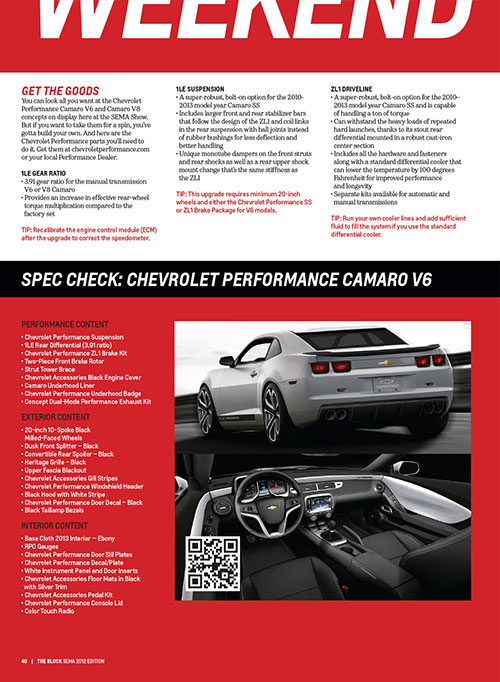 WEEKEND
GET THE GOODS
You can look all you want at the Chevrolet
Performance Camaro V6 and Camaro V8
concepts on display here at the SEMA Show.
But if you want to take them for a spin, you've
gotta build your own. And here are the
Chevrolet Performance parts you'll need to
do it. Get them at chevroletperformance.com
or your local Performance Dealer.
1LE GEAR RATIO
• 3.91 gear ratio for the manual transmission
V6 or V8 Camaro
• Provides an increase in effective rear-wheel
torque multiplication compared to the
factory set
TIP: Recalibrate the engine control module (ECM)
after the upgrade to correct the speedometer.
1LE SUSPENSION
• A super-robust, bolt-on option for the 2010-
2013 model year Camaro SS
• Includes larger front and rear stabilizer bars
that follow the design of the ZL1 and coil links
in the rear suspension with ball joints instead
of rubber bushings for less deflection and
better handling
• Unique monotube dampers on the front struts
and rear shocks as well as a rear upper shock
mount change that's the same stiffness as
the ZL1
TIP: This upgrade requires minimum 20-inch
wheels and either the Chevrolet Performance SS
or ZL1 Brake Package for V6 models.
ZL1 DRIVELINE
• A super-robust, bolt-on option for the 2010–
2013 model year Camaro SS and is capable
of handling a ton of torque
• Can withstand the heavy loads of repeated
hard launches, thanks to its stout rear
differential mounted in a robust cast-iron
center section
• Includes all the hardware and fasteners
along with a standard differential cooler that
can lower the temperature by 100 degrees
Fahrenheit for improved performance
and longevity
• Separate kits available for automatic and
manual transmissions
TIP: Run your own cooler lines and add sufficient
fluid to fill the system if you use the standard
differential cooler.
SPEC CHECK: CHEVROLET PERFORMANCE CAMARO V6
PERFORMANCE CONTENT
• Chevrolet Performance Suspension
• 1LE Rear Differential (3.91 ratio)
• Chevrolet Performance ZL1 Brake Kit
• Two-Piece Front Brake Rotor
• Strut Tower Brace
• Chevrolet Accessories Black Engine Cover
• Camaro Underhood Liner
• Chevrolet Performance Underhood Badge
• Concept Dual-Mode Performance Exhaust Kit
EXTERIOR CONTENT
• 20-inch 10-Spoke Black
Milled-Faced Wheels
• Dusk Front Splitter – Black
• Convertible Rear Spoiler – Black
• Heritage Grille – Black
• Upper Fascia Blackout
• Chevrolet Accessories Gill Stripes
• Chevrolet Performance Windshield Header
• Black Hood with White Stripe
• Chevrolet Performance Door Decal – Black
• Black Taillamp Bezels
INTERIOR CONTENT
• Base Cloth 2013 Interior — Ebony
• RPO Gauges
• Chevrolet Performance Door Sill Plates
• Chevrolet Performance Decal/Plate
• White Instrument Panel and Door Inserts
• Chevrolet Accessories Floor Mats in Black
with Silver Trim
• Chevrolet Accessories Pedal Kit
• Chevrolet Performance Console Lid
• Color Touch Radio
40 | THE BLOCK SEMA 2012 EDITION